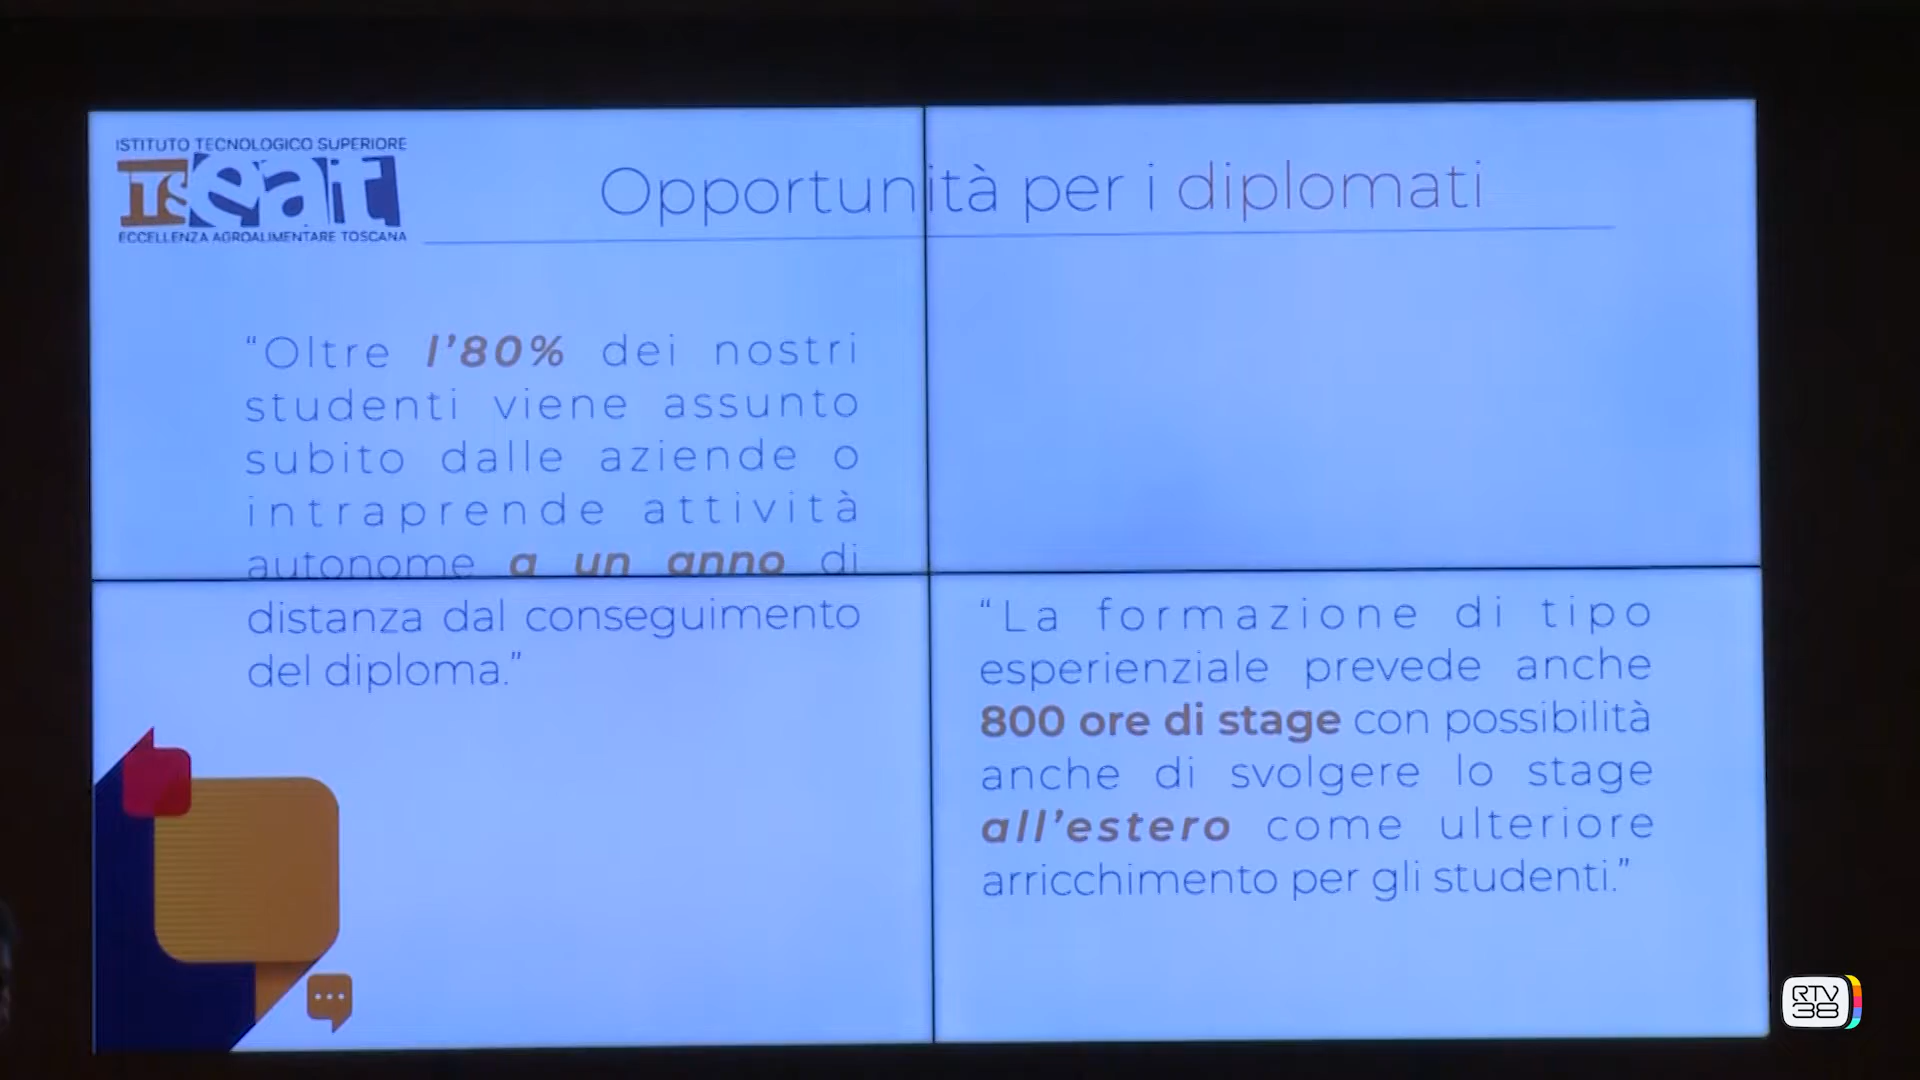 ISTITUTO TECNOLOGICO SUPERIORE
ITSeat
ECCELLENZA AGROALIMENTARE TOSCANA
Opportunità per i diplomati
“Oltre l’80% dei nostri
studenti viene assunto
subito dalle aziende o
intraprende attività
autonome a un anno di
distanza dal conseguimento
del diploma.”
“La formazione di tipo
esperienziale prevede anche
800 ore di stage con possibilità
anche di svolgere lo stage
all’estero come ulteriore
arricchimento per gli studenti.”
RTV
38